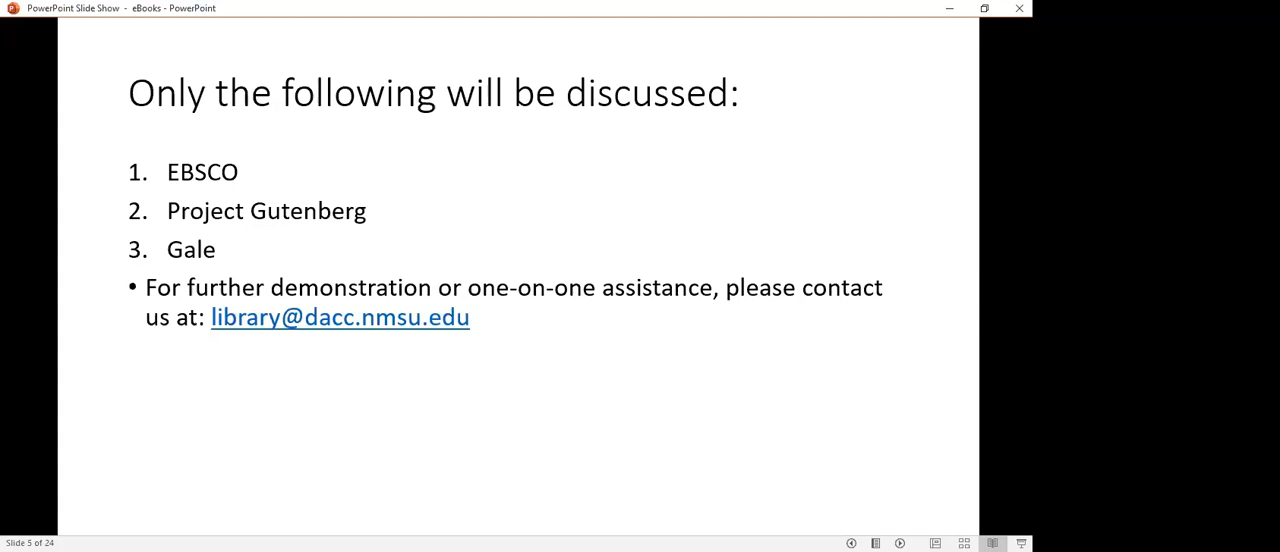 PowerPoint Slide Show - eBooks - PowerPoint
Only the following will be discussed:
1. EBSCO
2. Project Gutenberg
3. Gale
• For further demonstration or one-on-one assistance, please contact
us at: library@dacc.nmsu.edu
Slide 5 of 24